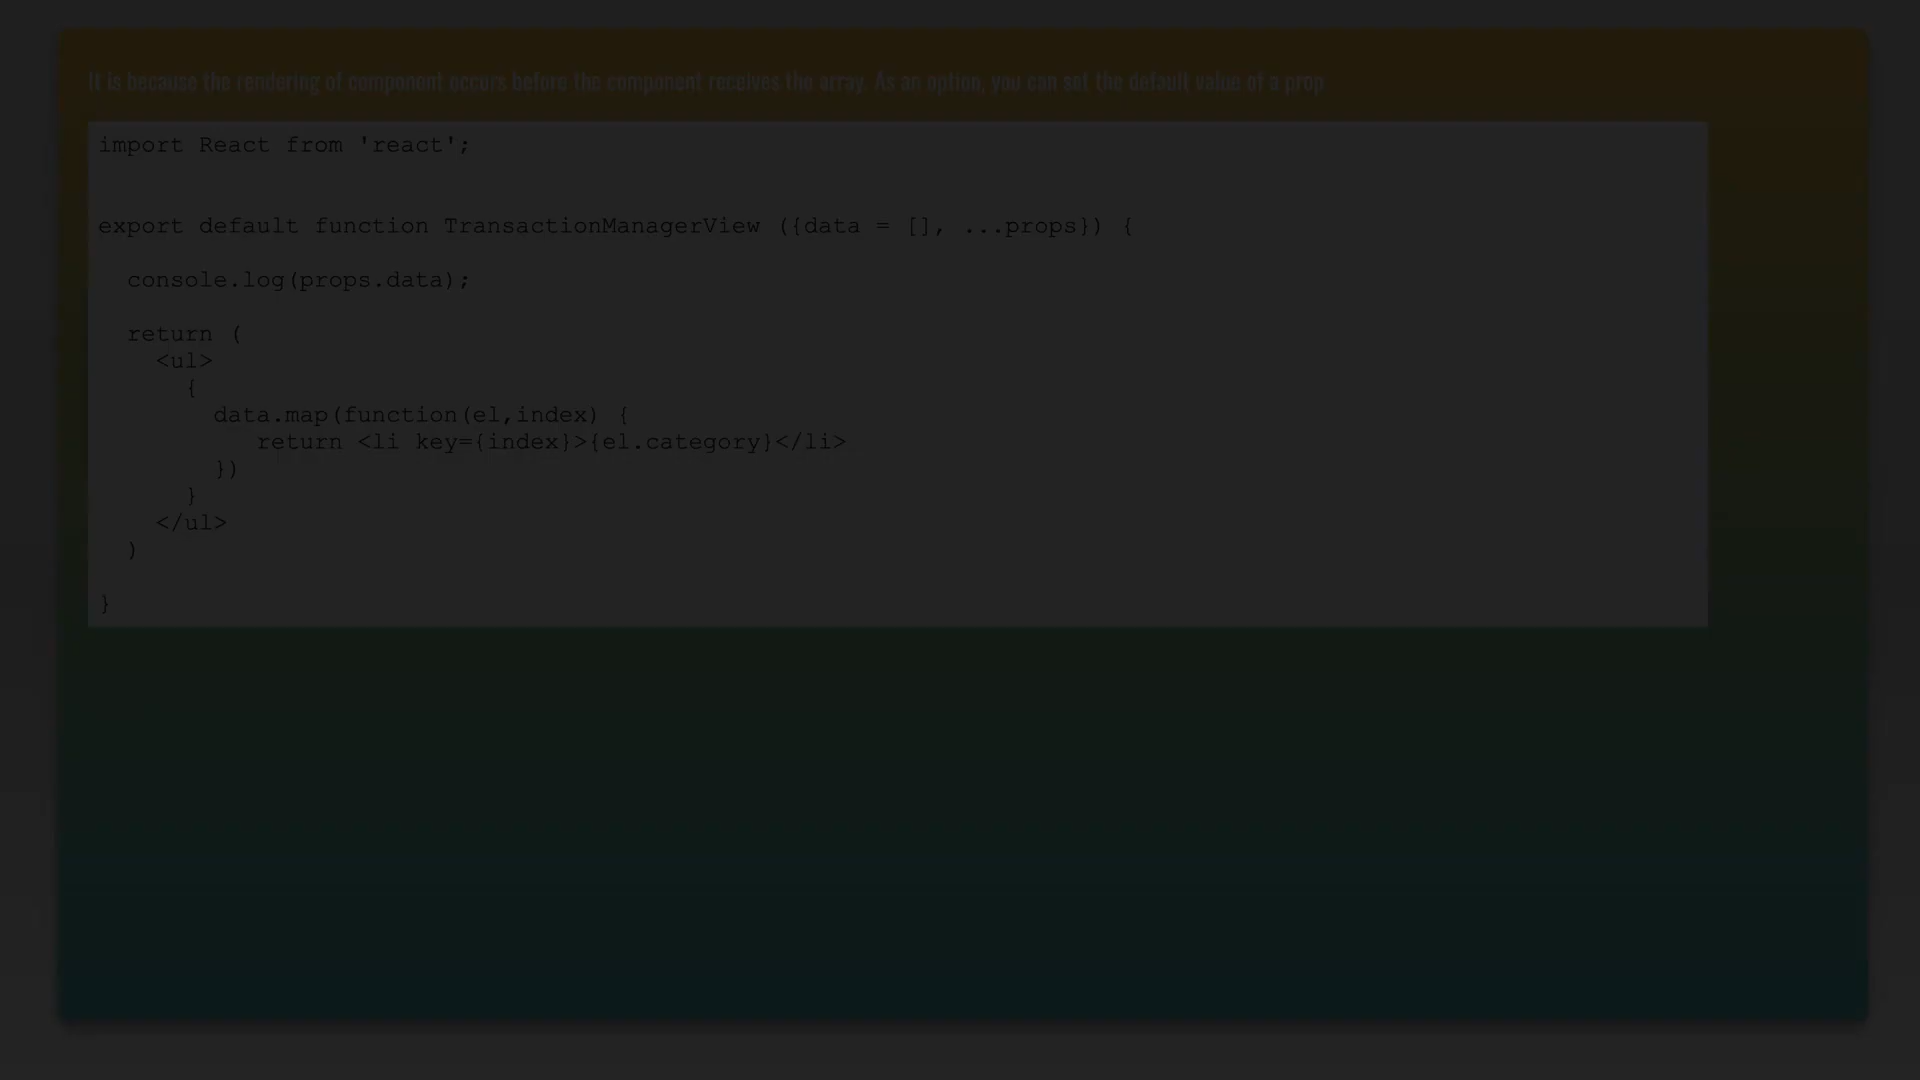 It is because the rendering of component occurs before the component receives the array. As an option, you can set the default value of a prop
import React from 'react';
export default function TransactionManagerView ({data = [], ...props}) {
console.log(props.data);
return (
<ul>
{
data.map(function(el,index) {
return <li key={index}>{el.category}</li>
})
}
</ul>
)
}